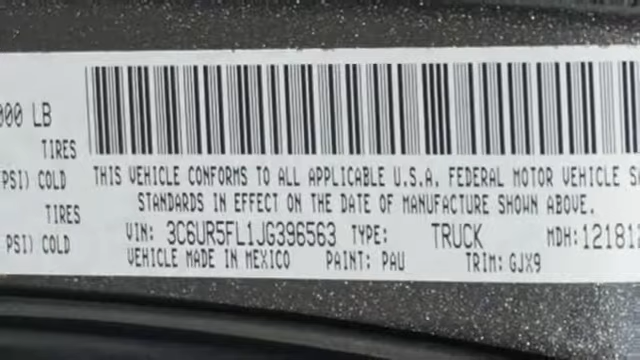 000 LB
TIRES
PSI) COLD
THIS VEHICLE CONFORMS TO ALL APPLICABLE U.S.A. FEDERAL MOTOR VEHICLE SA
STANDARDS IN EFFECT ON THE DATE OF MANUFACTURE SHOWN ABOVE.
TIRES
PSI) COLD
VIN: 3C6UR5FL1JG396563 TYPE: TRUCK MDH: 121812
VEHICLE MADE IN MEXICO PAINT: PAU TRIM: GJX9